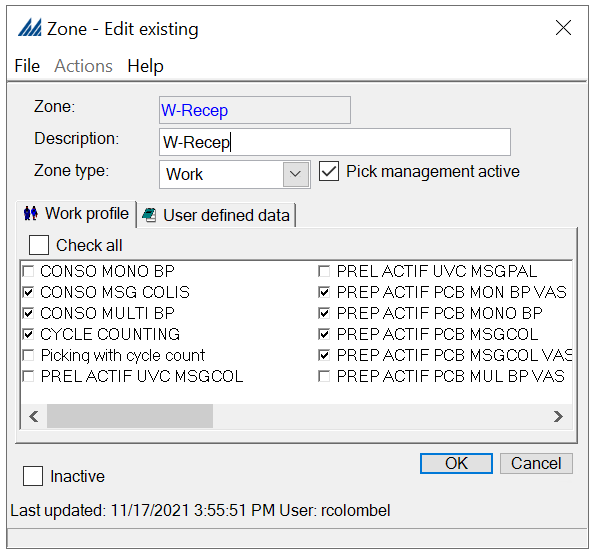 Zone - Edit existing
File Actions Help
Zone: W-Recep
Description: W-Recep
Zone type: Work Pick management active
Work profile User defined data
Check all
CONSO MONO BP PREL ACTIF UVC MSGPAL
CONSO MSG COLIS PREP ACTIF PCB MON BP VAS
CONSO MULTI BP PREP ACTIF PCB MONO BP
CYCLE COUNTING PREP ACTIF PCB MSGCOL
Picking with cycle count PREP ACTIF PCB MSGCOL VAS
PREL ACTIF UVC MSGCOL PREP ACTIF PCB MUL BP VAS
OK Cancel
Inactive
Last updated: 11/17/2021 3:55:51 PM User: rcolombel